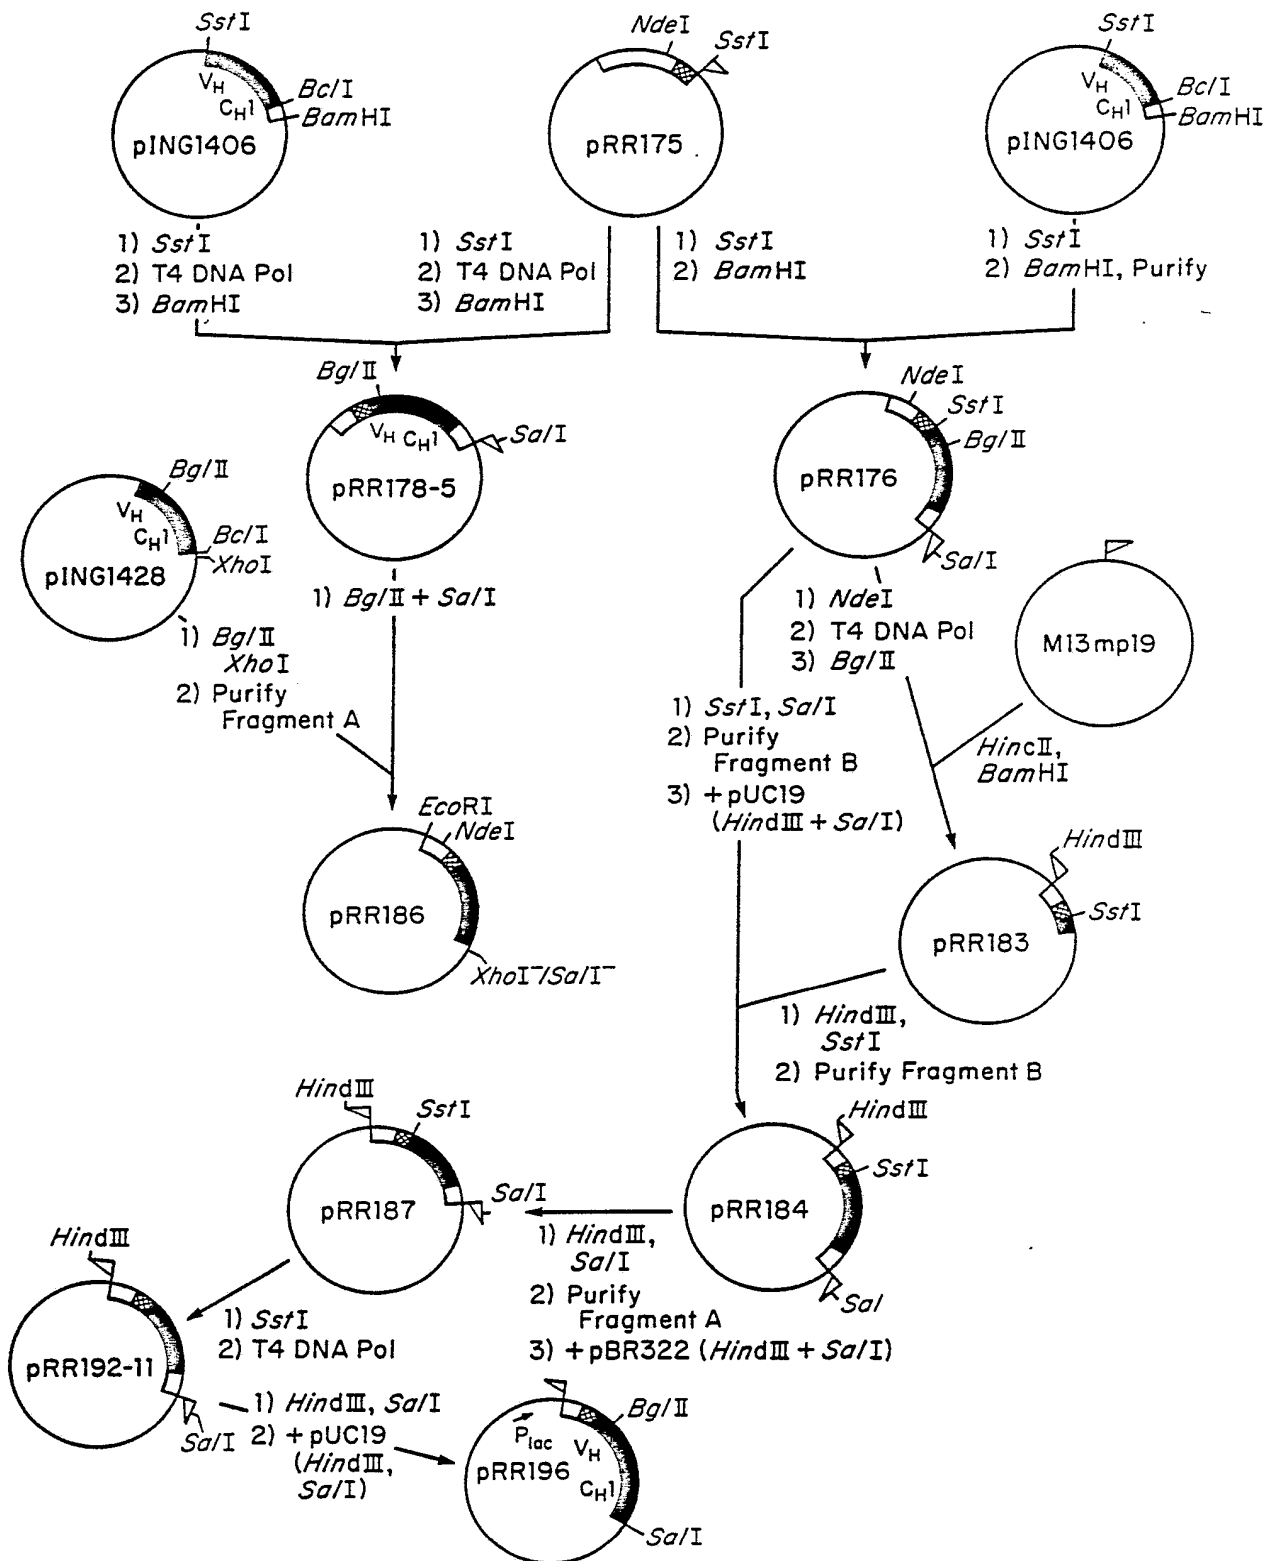 SstI
VH
CH1
BclI
BamHI
pING1406
NdeI
SstI
pRR175
SstI
VH
CH1
BclI
BamHI
pING1406
1) SstI
2) T4 DNA Pol
3) BamHI
1) SstI
2) T4 DNA Pol
3) BamHI
1) SstI
2) BamHI
1) SstI
2) BamHI, Purify
BglII
VH CH1
SalI
pRR178-5
NdeI
SstI
BglII
pRR176
SalI
BglII
VH
CH1
BclI
XhoI
pING1428
1) BglII
XhoI
2) Purify
Fragment A
1) BglII + SalI
1) NdeI
2) T4 DNA Pol
3) BglII
M13mp19
HincII,
BamHI
1) SstI, SalI
2) Purify
Fragment B
3) +pUC19
(HindIII + SalI)
EcoRI
NdeI
pRR186
XhoI⁻/SalI⁻
HindIII
SstI
pRR183
1) HindIII,
SstI
2) Purify Fragment B
HindIII
SstI
pRR184
Sal
1) HindIII,
SalI
2) Purify
Fragment A
3) +pBR322 (HindIII + SalI)
HindIII
SstI
SalI
pRR187
1) SstI
2) T4 DNA Pol
HindIII
pRR192-11
SalI
1) HindIII, SalI
2) +pUC19
(HindIII,
SalI)
BglII
Plac
VH
pRR196
CH1
SalI